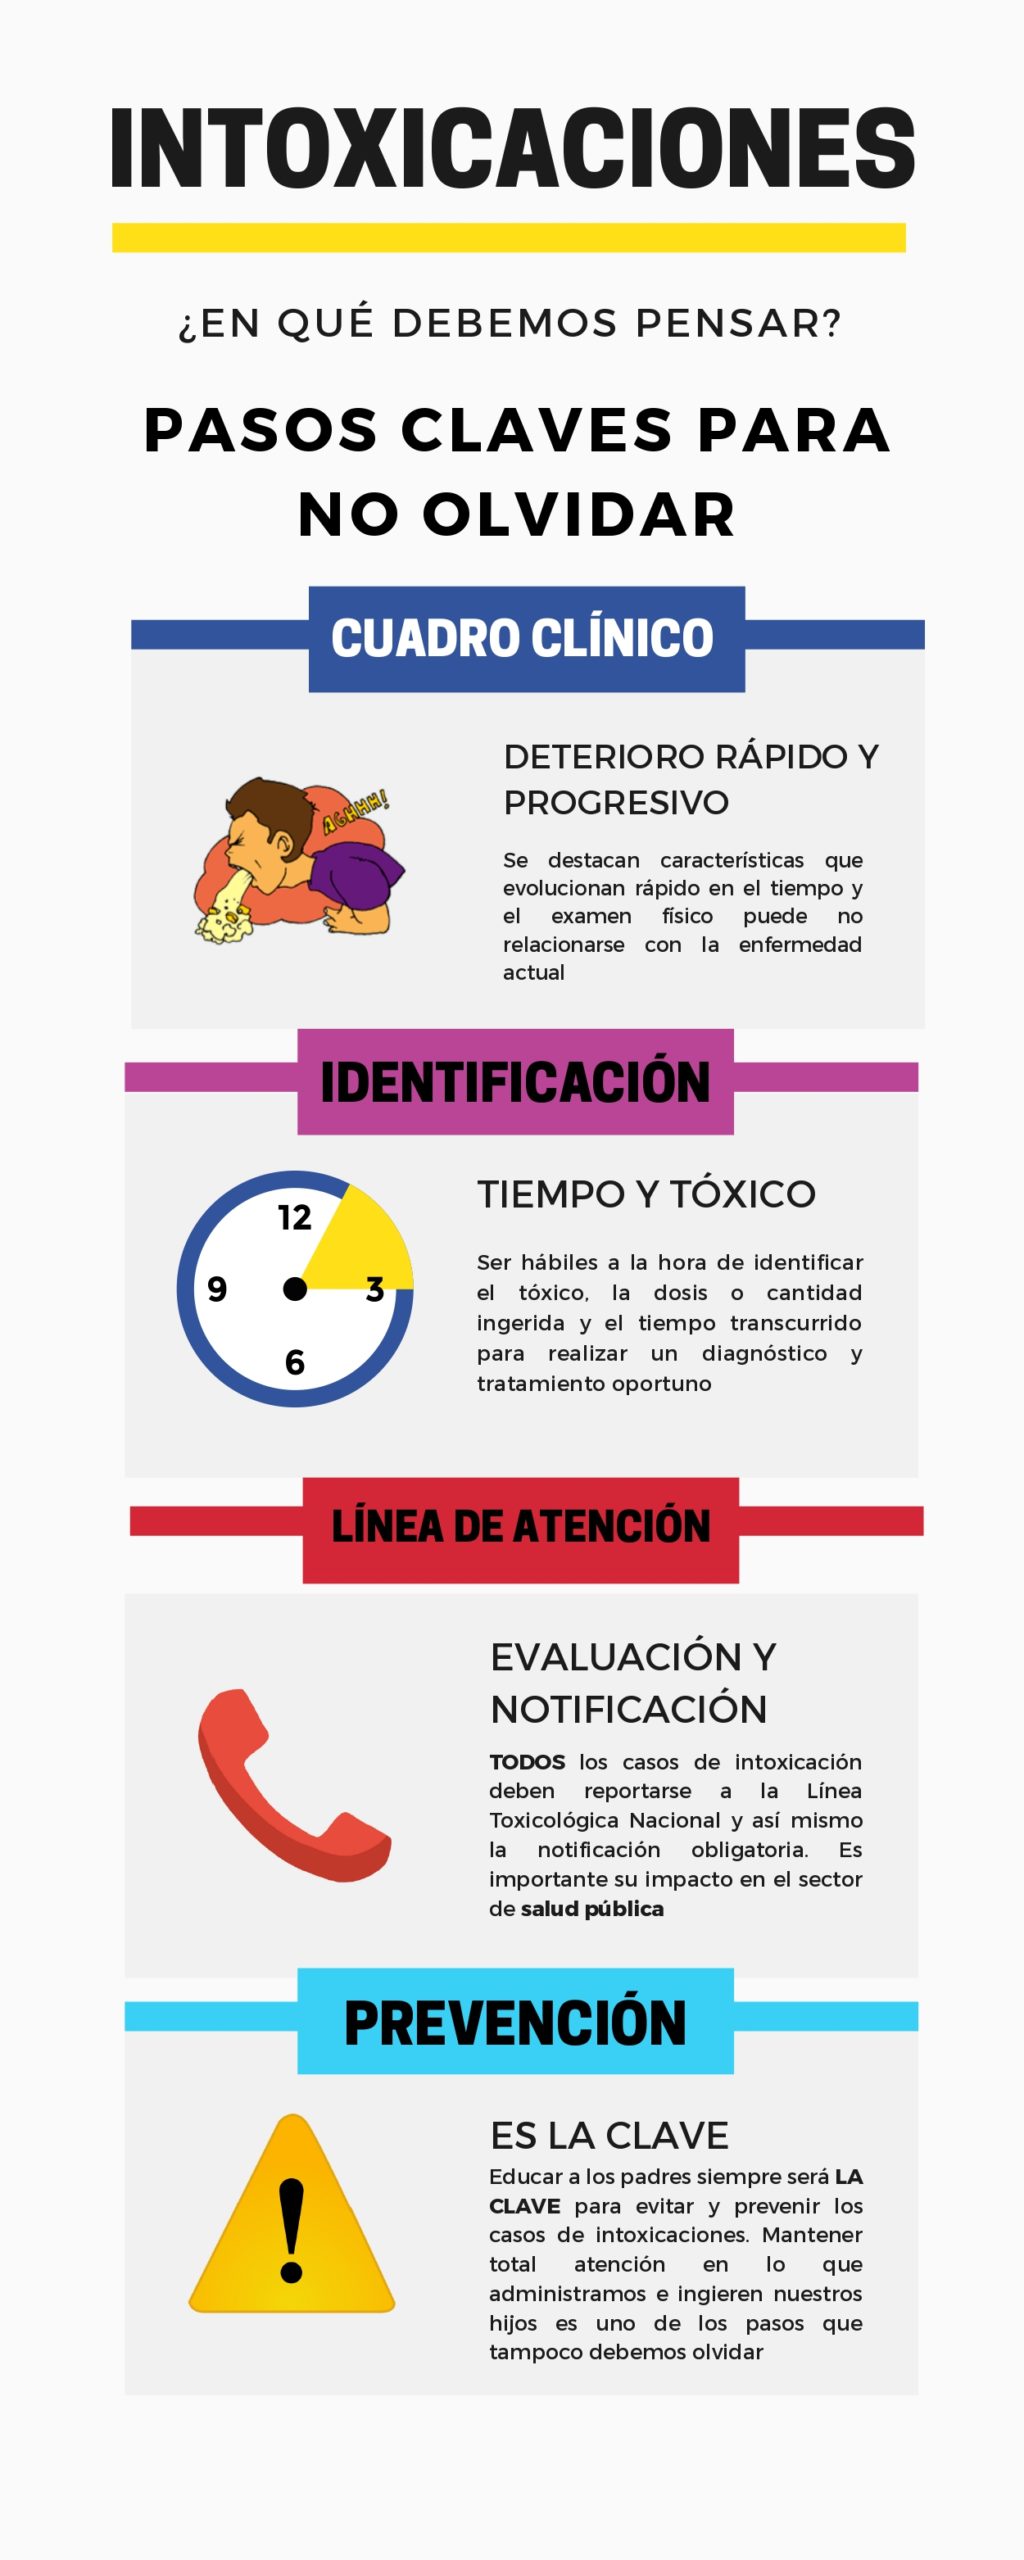 INTOXICACIONES
¿EN QUÉ DEBEMOS PENSAR?
PASOS CLAVES PARA
NO OLVIDAR
CUADRO CLÍNICO
AGHHH!
DETERIORO RÁPIDO Y
PROGRESIVO
Se destacan características que
evolucionan rápido en el tiempo y
el examen físico puede no
relacionarse con la enfermedad
actual
IDENTIFICACIÓN
12
9 3
6
TIEMPO Y TÓXICO
Ser hábiles a la hora de identificar
el tóxico, la dosis o cantidad
ingerida y el tiempo transcurrido
para realizar un diagnóstico y
tratamiento oportuno
LÍNEA DE ATENCIÓN
EVALUACIÓN Y
NOTIFICACIÓN
TODOS los casos de intoxicación
deben reportarse a la Línea
Toxicológica Nacional y así mismo
la notificación obligatoria. Es
importante su impacto en el sector
de salud pública
PREVENCIÓN
!
ES LA CLAVE
Educar a los padres siempre será LA
CLAVE para evitar y prevenir los
casos de intoxicaciones. Mantener
total atención en lo que
administramos e ingieren nuestros
hijos es uno de los pasos que
tampoco debemos olvidar